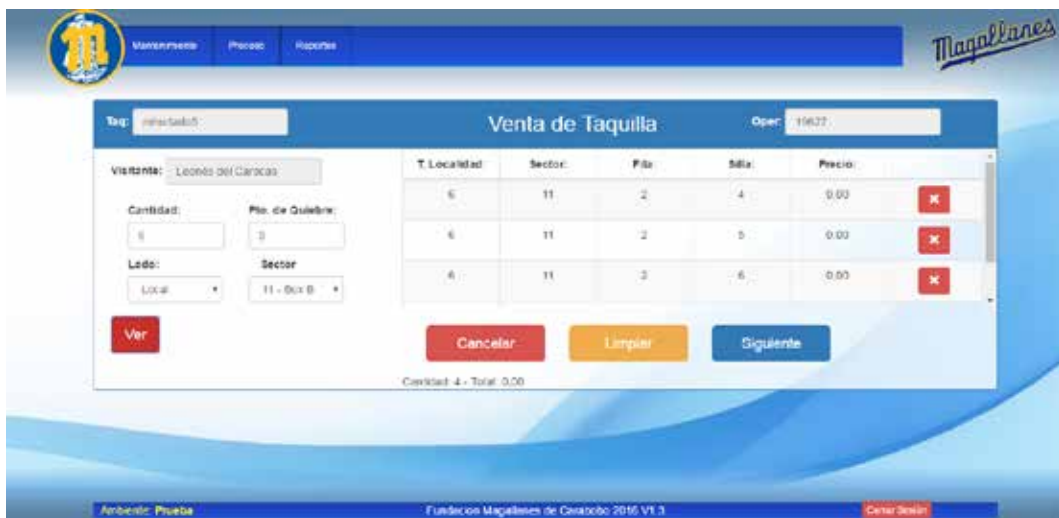 Mantenimiento Proceso Reportes
Magallanes
Taq: Venta de Taquilla Oper: 19627
Visitante: Leones del Caracas
T.Localidad Sector: Fila: Silla: Precio:
6 11 2 4 0.00
Cantidad: Pto. de Quiebre:
6 11 2 5 0.00
Lado: Sector
6 11 2 6 0.00
Local 11 - Box B
Ver Cancelar Limpiar Siguiente
Cantidad: 4 - Total: 0.00
Ambiente: Prueba Fundacion Magallanes de Carabobo 2016 V1.3 Cerrar Sesión